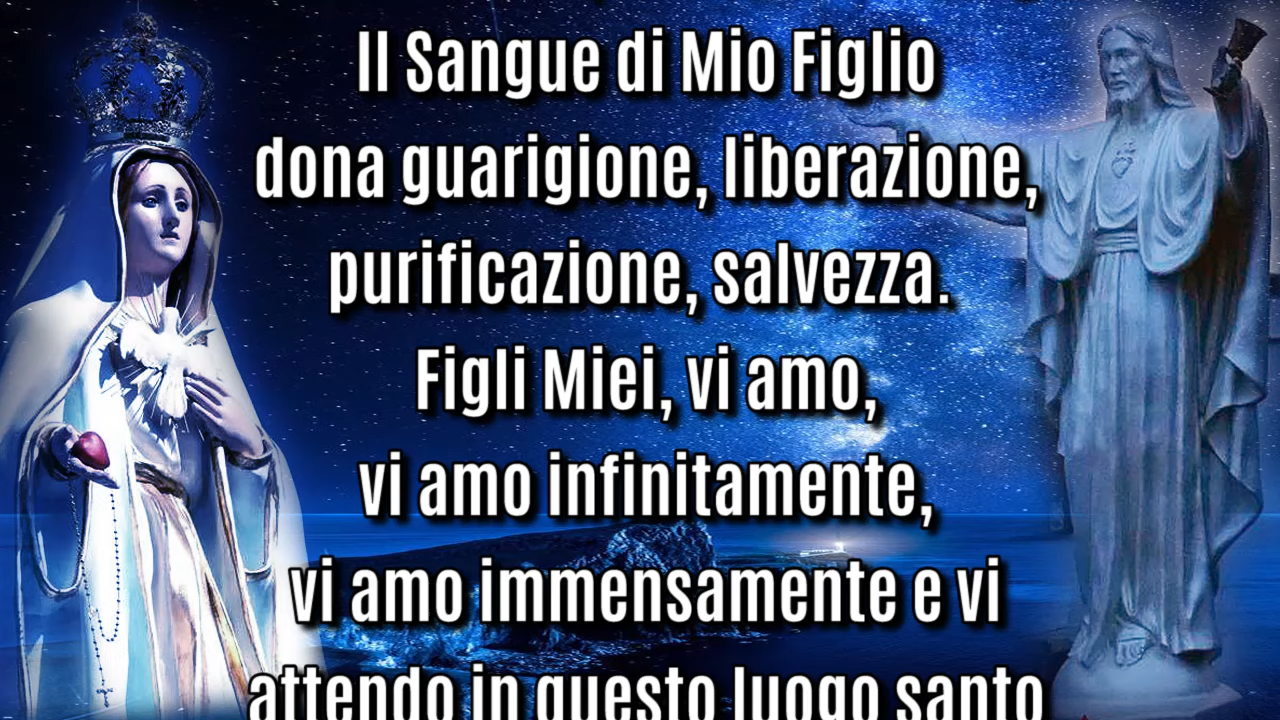 Il Sangue di Mio Figlio
dona guarigione, liberazione,
purificazione, salvezza.
Figli Miei, vi amo,
vi amo infinitamente,
vi amo immensamente e vi
attendo in questo luogo santo